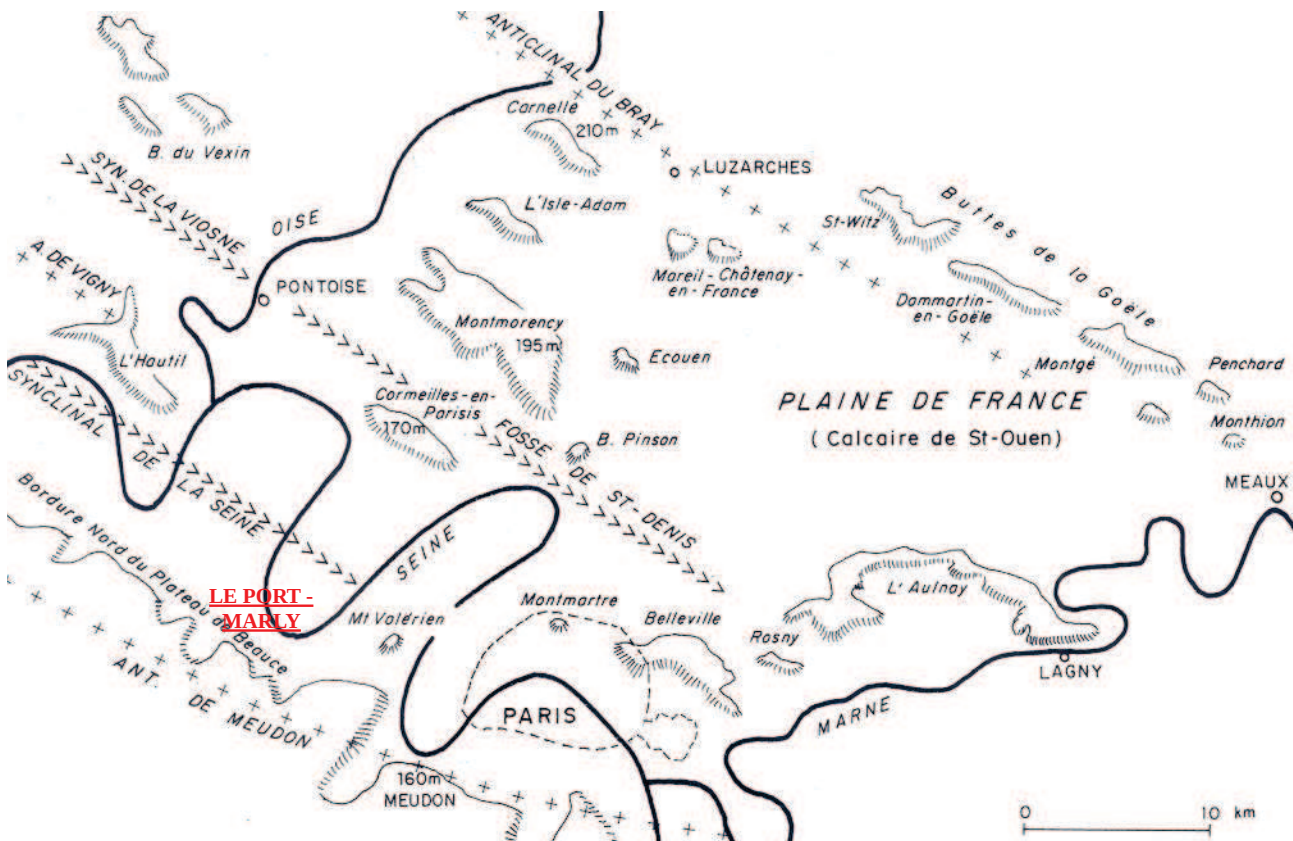 ANTICLINAL DU BRAY
Carnelle
210m
B. du Vexin
LUZARCHES
SYN. DE LA VIOSNE
OISE
L'Isle-Adam
St-Witz
Buttes de la Goële
A. DE VIGNY
PONTOISE
Mareil-Châtenay-
en-France
Dammartin-
en-Goële
Montmorency
195m
L'Hautil
Ecouen
Montgé
Penchard
Cormeilles-en-
Parisis
170m
PLAINE DE FRANCE
(Calcaire de St-Ouen)
Monthion
B. Pinson
SYNCLINAL DE LA SEINE
FOSSE DE ST-DENIS
MEAUX
Bordure Nord du Plateau de Beauce
SEINE
L'Aulnay
LE PORT -
MARLY
Mt Valérien
Montmartre
Belleville
Rosny
LAGNY
ANT. DE MEUDON
PARIS
MARNE
160m
MEUDON
0 10 km